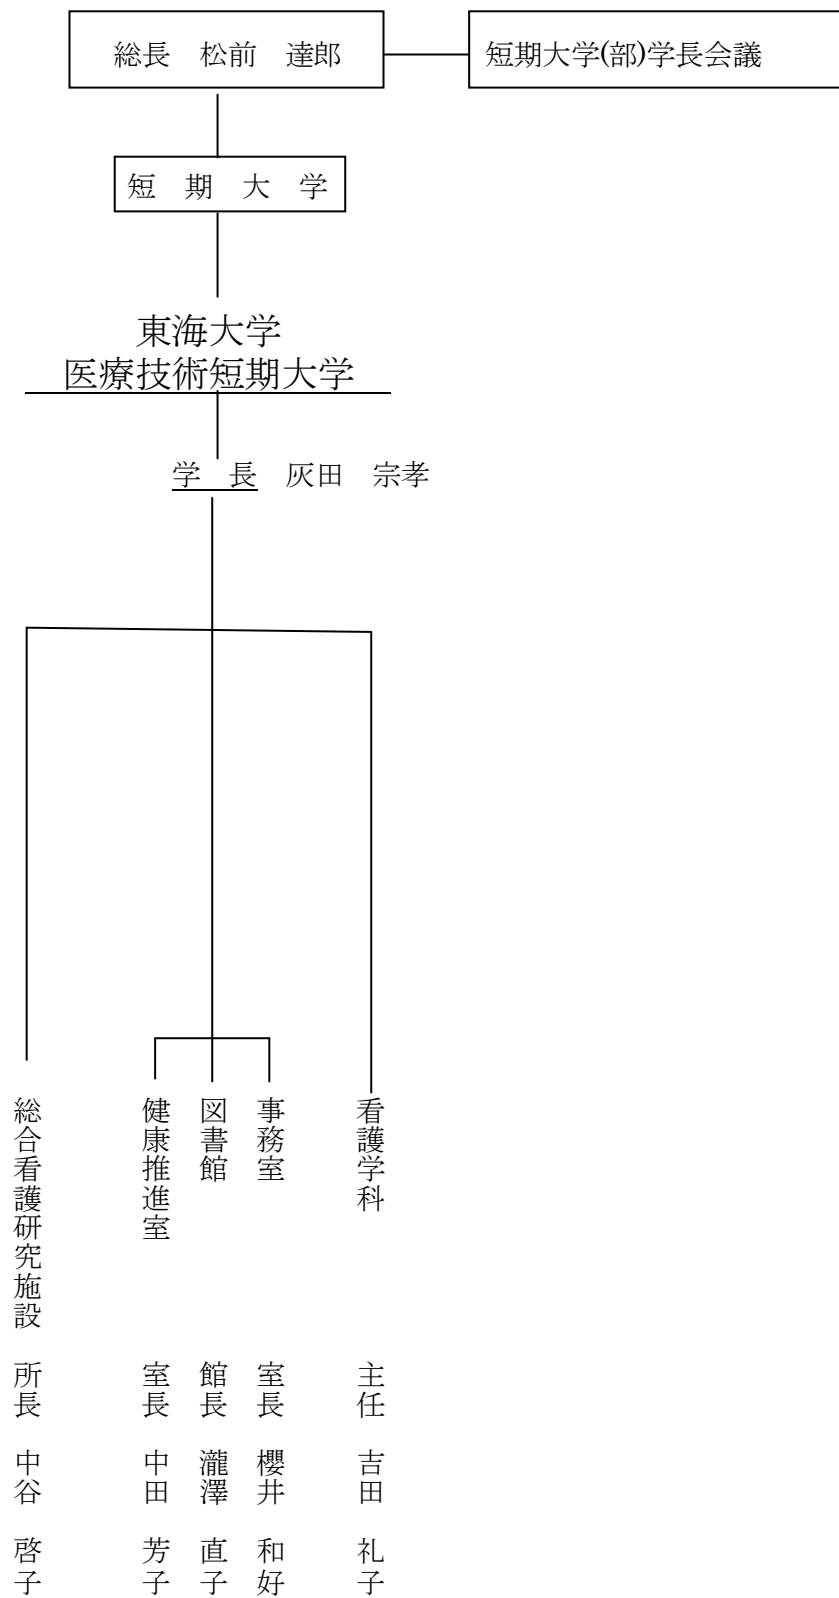 総長　松前　達郎
短期大学(部)学長会議
短　期　大　学
東海大学
医療技術短期大学
学　長　灰田　宗孝
総合看護研究施設　所長　中谷　啓子
健康推進室　室長　中田　芳子
図書館　館長　瀧澤　直子
事務室　室長　櫻井　和好
看護学科　主任　吉田　礼子